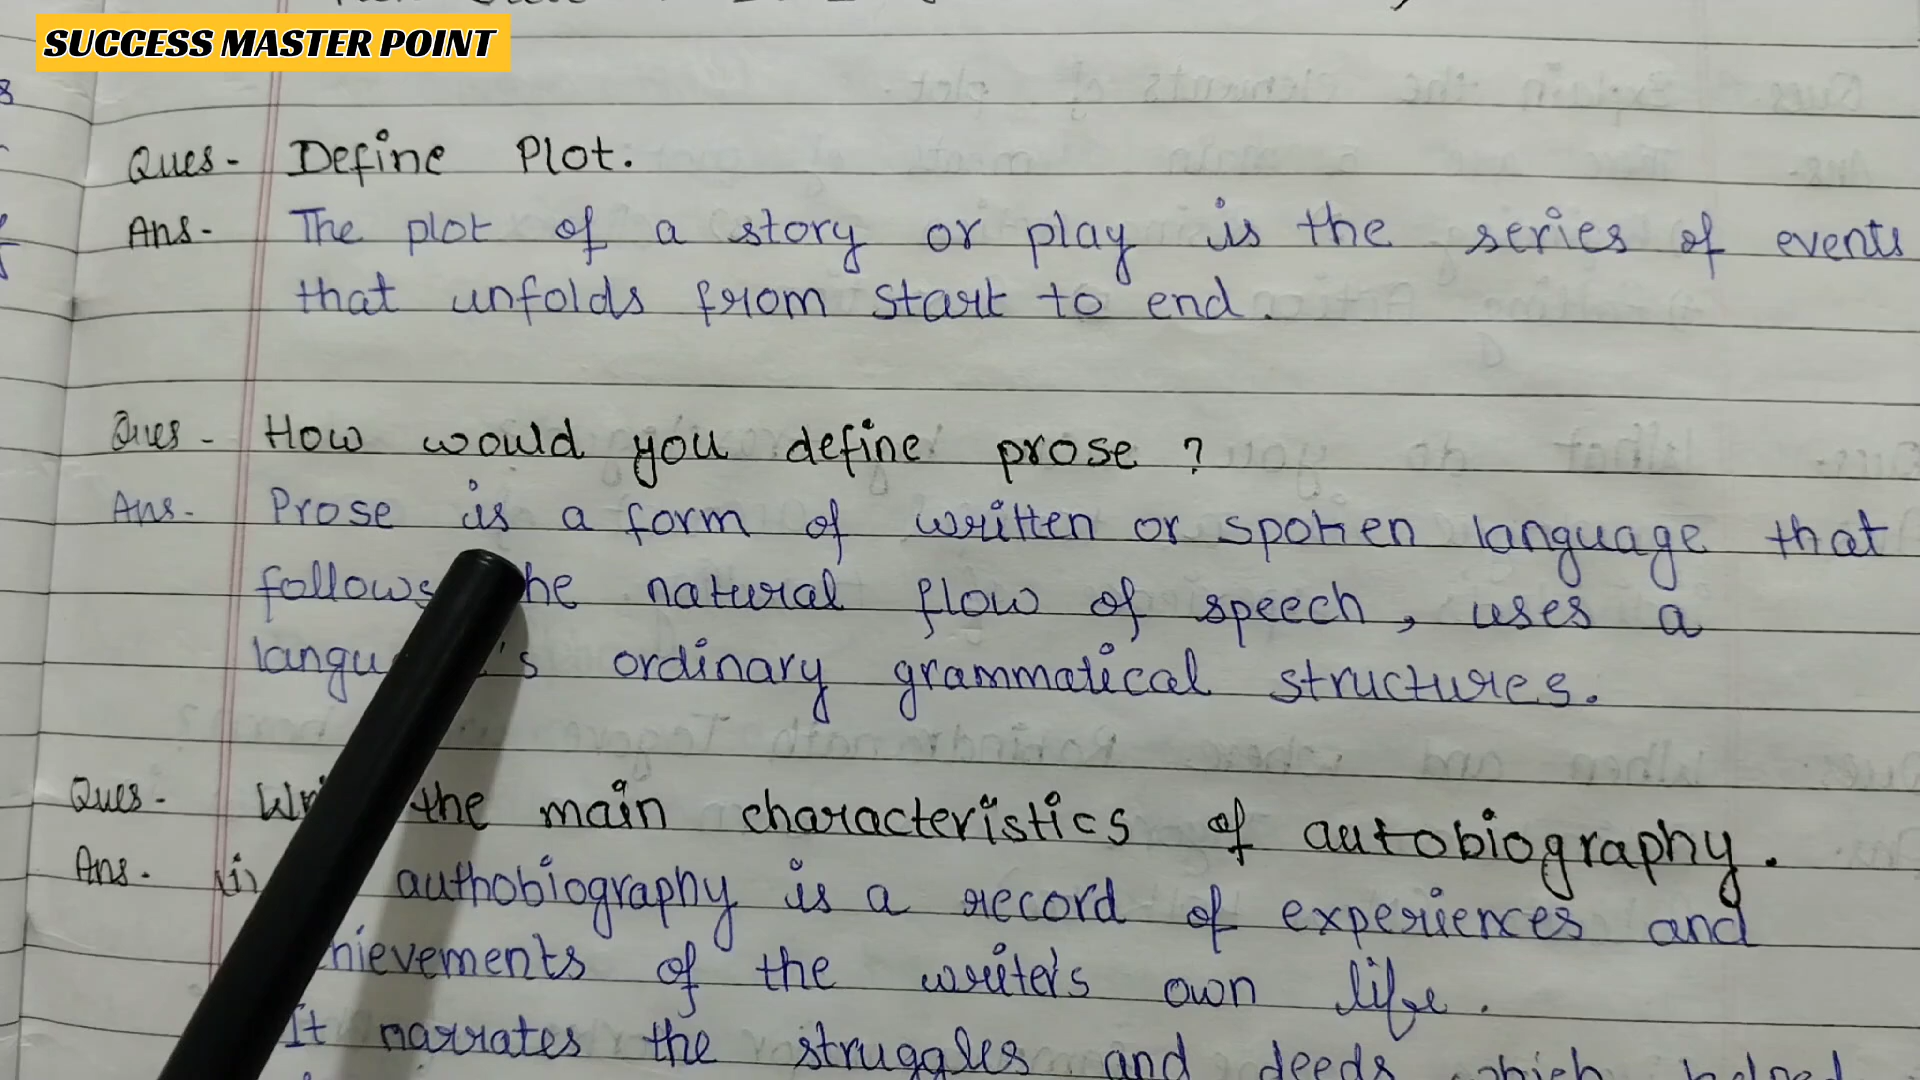 SUCCESS MASTER POINT
Ques- Define Plot.
Ans- The plot of a story or play is the series of events
that unfolds from start to end.
Ques- How would you define prose ?
Ans- Prose is a form of written or spoken language that
follows the natural flow of speech, uses a
ordinary grammatical structures.
Ques- the main characteristics of autobiography.
Ans- (i) authobiography is a record of experiences and
of the writer's own life.
It narrates the struggles and deeds which helped